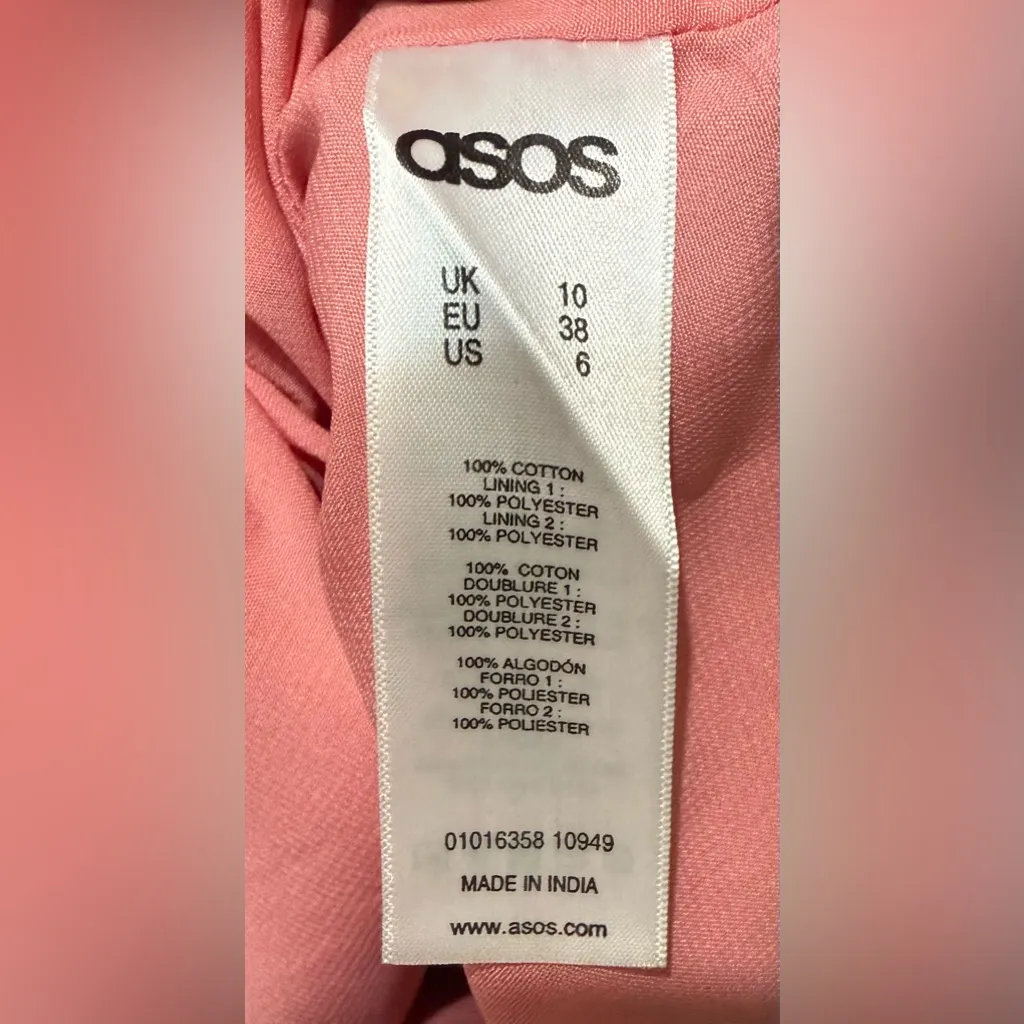 asos
UK 10
EU 38
US 6
100% COTTON
LINING 1 :
100% POLYESTER
LINING 2 :
100% POLYESTER
100% COTON
DOUBLURE 1 :
100% POLYESTER
DOUBLURE 2 :
100% POLYESTER
100% ALGODÓN
FORRO 1 :
100% POLIESTER
FORRO 2 :
100% POLIESTER
01016358 10949
MADE IN INDIA
www.asos.com